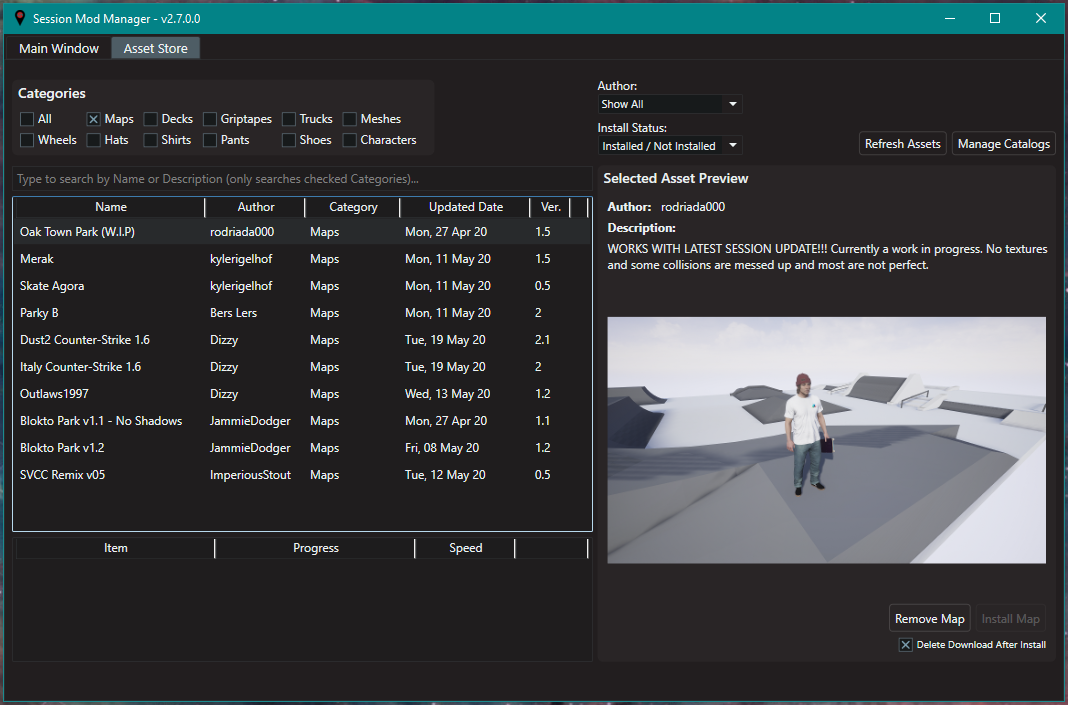 Session Mod Manager - v2.7.0.0
Main Window Asset Store
Categories
All Maps Decks Griptapes Trucks Meshes
Wheels Hats Shirts Pants Shoes Characters
Author:
Show All
Install Status:
Installed / Not Installed
Refresh Assets Manage Catalogs
Type to search by Name or Description (only searches checked Categories)...
Name Author Category Updated Date Ver.
Oak Town Park (W.I.P) rodriada000 Maps Mon, 27 Apr 20 1.5
Merak kylerigelhof Maps Mon, 11 May 20 1.5
Skate Agora kylerigelhof Maps Mon, 11 May 20 0.5
Parky B Bers Lers Maps Mon, 11 May 20 2
Dust2 Counter-Strike 1.6 Dizzy Maps Tue, 19 May 20 2.1
Italy Counter-Strike 1.6 Dizzy Maps Tue, 19 May 20 2
Outlaws1997 Dizzy Maps Wed, 13 May 20 1.2
Blokto Park v1.1 - No Shadows JammieDodger Maps Mon, 27 Apr 20 1.1
Blokto Park v1.2 JammieDodger Maps Fri, 08 May 20 1.2
SVCC Remix v05 ImperiousStout Maps Tue, 12 May 20 0.5
Item Progress Speed
Selected Asset Preview
Author: rodriada000
Description:
WORKS WITH LATEST SESSION UPDATE!!! Currently a work in progress. No textures
and some collisions are messed up and most are not perfect.
Remove Map Install Map
Delete Download After Install